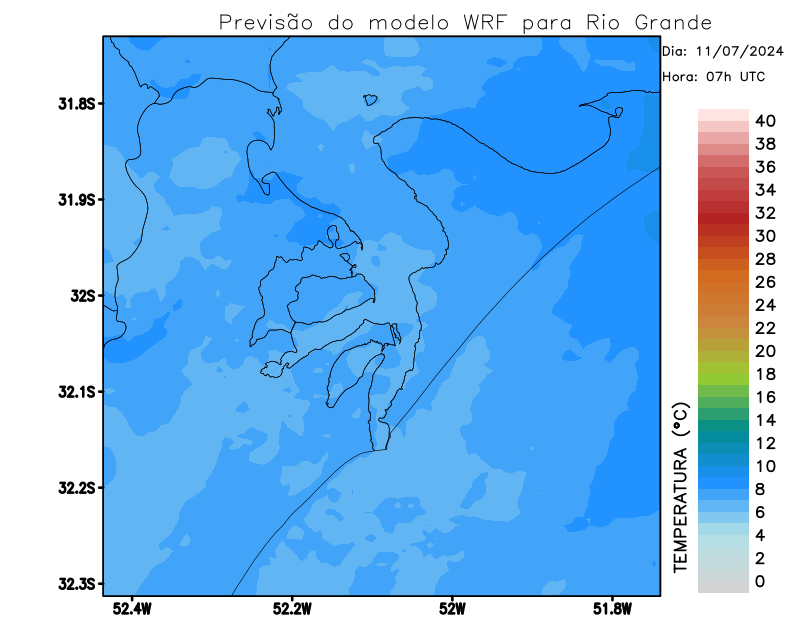 Previsão do modelo WRF para Rio Grande
Dia: 11/07/2024
Hora: 07h UTC
31.8S
31.9S
32S
32.1S
32.2S
32.3S
52.4W
52.2W
52W
51.8W
TEMPERATURA (°C)
40
38
36
34
32
30
28
26
24
22
20
18
16
14
12
10
8
6
4
2
0